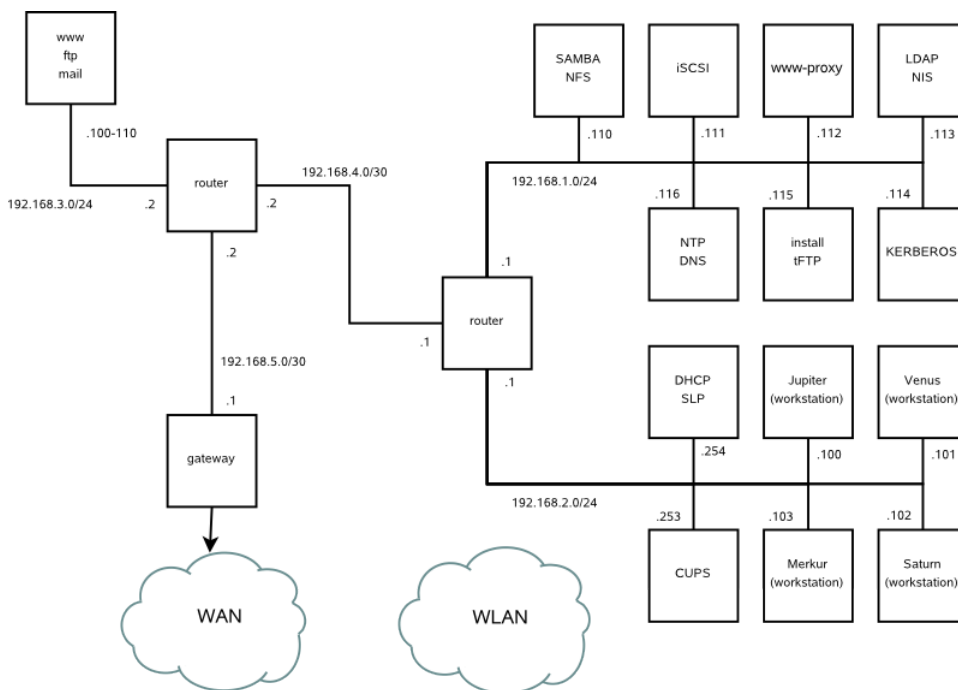 www
ftp
mail
.100-110
192.168.3.0/24
.2
router
.2
.2
192.168.4.0/30
192.168.5.0/30
.1
gateway
WAN
WLAN
router
.1
.1
.1
SAMBA
NFS
.110
iSCSI
.111
www-proxy
.112
LDAP
NIS
.113
192.168.1.0/24
.116
NTP
DNS
.115
install
tFTP
.114
KERBEROS
DHCP
SLP
.254
Jupiter
(workstation)
.100
Venus
(workstation)
.101
192.168.2.0/24
.253
CUPS
.103
Merkur
(workstation)
.102
Saturn
(workstation)